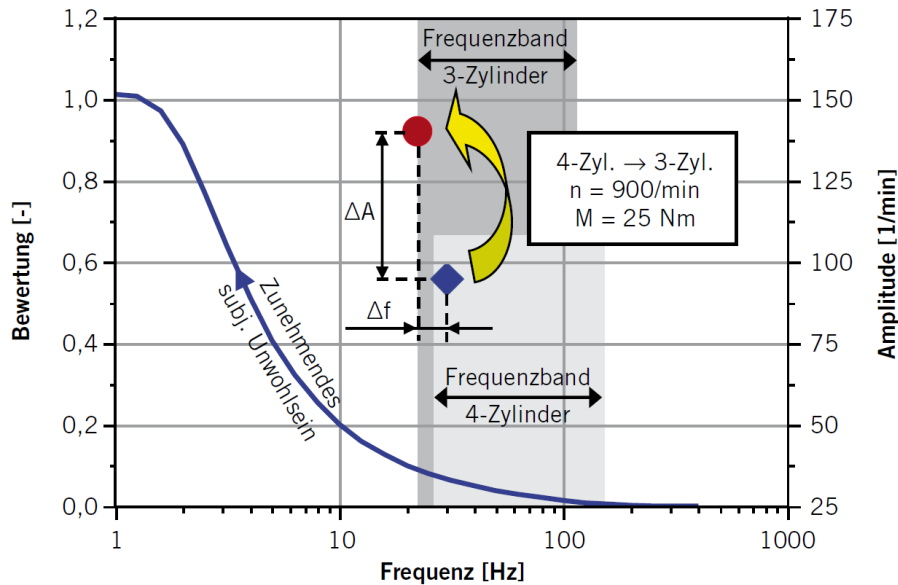 1,2
1,0
0,8
0,6
0,4
0,2
0,0
Bewertung [-]
175
150
125
100
75
50
25
Amplitude [1/min]
Frequenzband
3-Zylinder
4-Zyl. → 3-Zyl.
n = 900/min
M = 25 Nm
ΔA
Δf
Zunehmendes
subj. Unwohlsein
Frequenzband
4-Zylinder
1
10
100
1000
Frequenz [Hz]